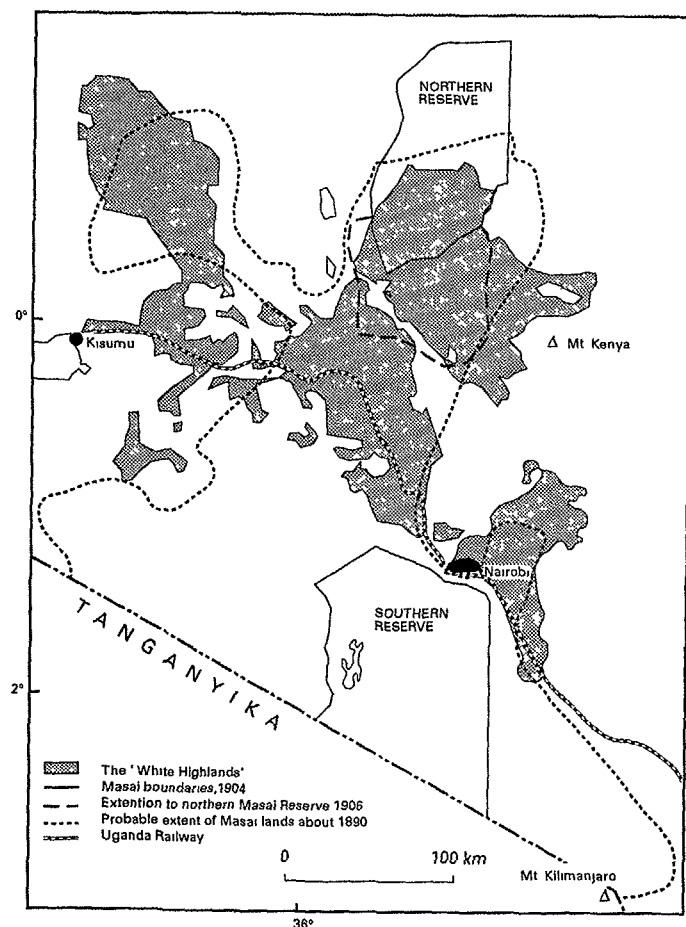 NORTHERN
RESERVE
0°
Kisumu
Mt Kenya
Nairobi
SOUTHERN
RESERVE
TANGANYIKA
2°
The 'White Highlands'
Masai boundaries,1904
Extention to northern Masai Reserve 1906
Probable extent of Masai lands about 1890
Uganda Railway
0 100 km
Mt Kilimanjaro
36°